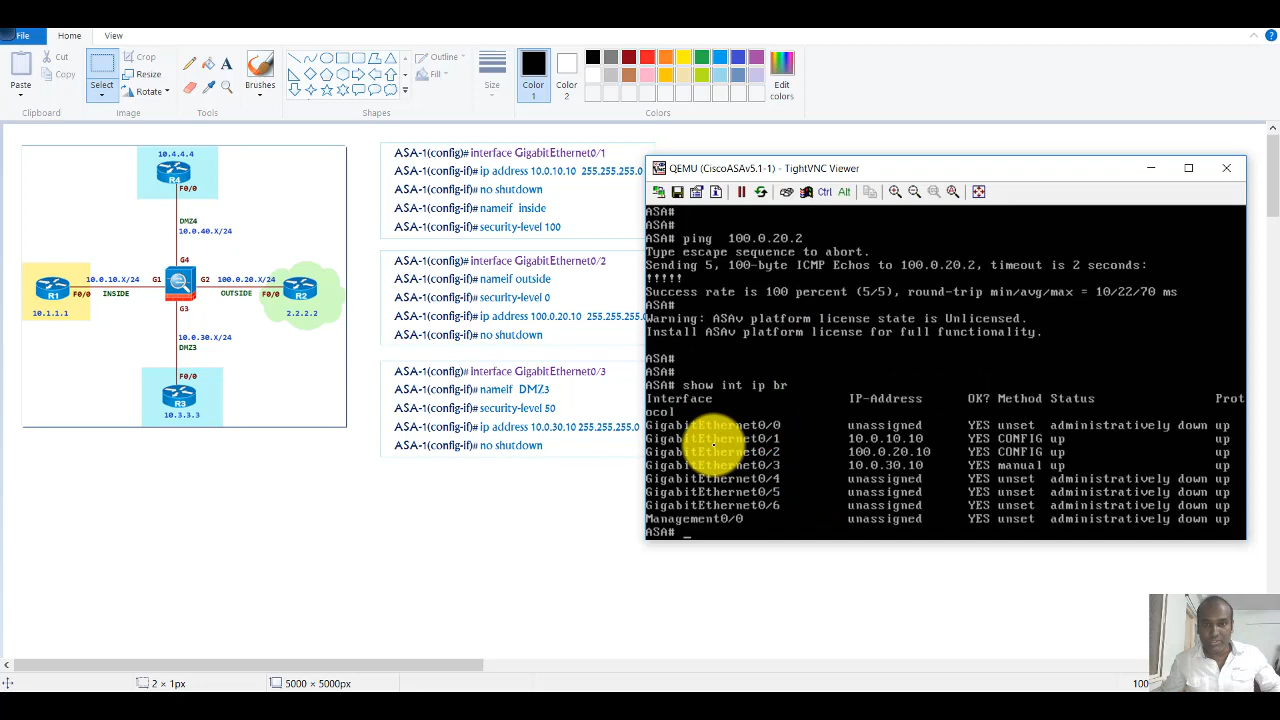 File
Home
View
Paste
Cut
Copy
Clipboard
Select
Crop
Resize
Rotate
Image
A
Tools
Brushes
Outline
Fill
Shapes
Size
Color
1
Color
2
Edit
colors
Colors
10.4.4.4
R4
F0/0
DMZ4
10.0.40.X/24
G4
10.0.10.X/24
G1
G2
100.0.20.X/24
R1
F0/0
INSIDE
OUTSIDE
F0/0
R2
10.1.1.1
G3
2.2.2.2
10.0.30.X/24
DMZ3
F0/0
R3
10.3.3.3
ASA-1(config)# interface GigabitEthernet0/1
ASA-1(config-if)# ip address 10.0.10.10 255.255.255.0
ASA-1(config-if)# no shutdown
ASA-1(config-if)# nameif inside
ASA-1(config-if)# security-level 100
ASA-1(config)# interface GigabitEthernet0/2
ASA-1(config-if)# nameif outside
ASA-1(config-if)# security-level 0
ASA-1(config-if)# ip address 100.0.20.10 255.255.255.0
ASA-1(config-if)# no shutdown
ASA-1(config)# interface GigabitEthernet0/3
ASA-1(config-if)# nameif DMZ3
ASA-1(config-if)# security-level 50
ASA-1(config-if)# ip address 10.0.30.10 255.255.255.0
ASA-1(config-if)# no shutdown
QEMU (CiscoASAv5.1-1) - TightVNC Viewer
Ctrl Alt
ASA#
ASA#
ASA# ping 100.0.20.2
Type escape sequence to abort.
Sending 5, 100-byte ICMP Echos to 100.0.20.2, timeout is 2 seconds:
!!!!!
Success rate is 100 percent (5/5), round-trip min/avg/max = 10/22/70 ms
ASA#
Warning: ASAv platform license state is Unlicensed.
Install ASAv platform license for full functionality.
ASA#
ASA#
ASA# show int ip br
Interface IP-Address OK? Method Status Prot
ocol
GigabitEthernet0/0 unassigned YES unset administratively down up
GigabitEthernet0/1 10.0.10.10 YES CONFIG up up
GigabitEthernet0/2 100.0.20.10 YES CONFIG up up
GigabitEthernet0/3 10.0.30.10 YES manual up up
GigabitEthernet0/4 unassigned YES unset administratively down up
GigabitEthernet0/5 unassigned YES unset administratively down up
GigabitEthernet0/6 unassigned YES unset administratively down up
Management0/0 unassigned YES unset administratively down up
ASA# _
2 × 1px
5000 × 5000px
100